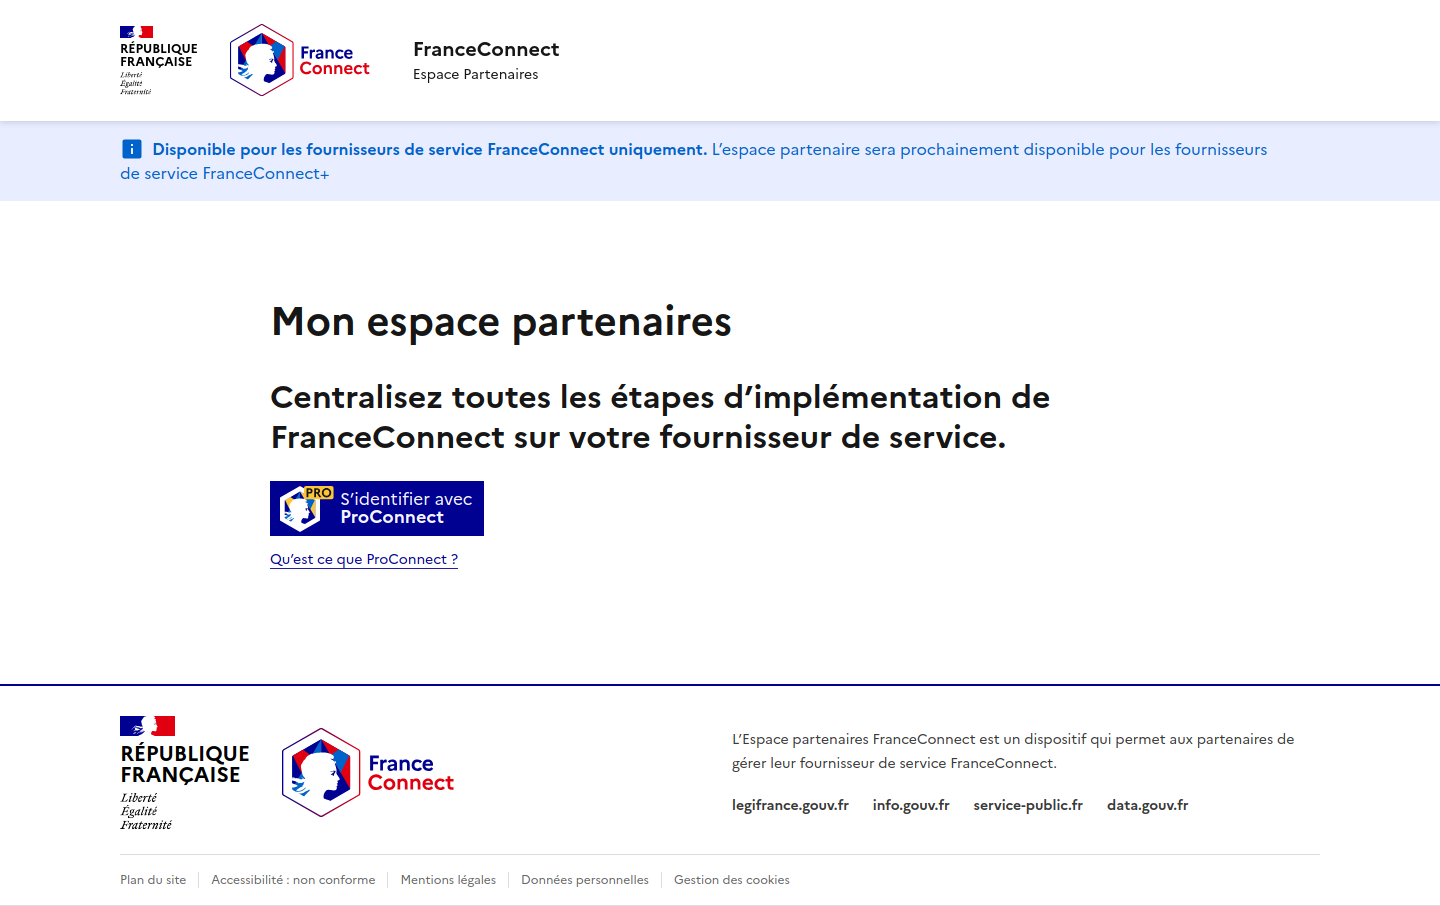 RÉPUBLIQUE
FRANÇAISE
Liberté
Égalité
Fraternité
France
Connect
FranceConnect
Espace Partenaires
Disponible pour les fournisseurs de service FranceConnect uniquement. L’espace partenaire sera prochainement disponible pour les fournisseurs
de service FranceConnect+
Mon espace partenaires
Centralisez toutes les étapes d’implémentation de
FranceConnect sur votre fournisseur de service.
PRO
S’identifier avec
ProConnect
Qu’est ce que ProConnect ?
RÉPUBLIQUE
FRANÇAISE
Liberté
Égalité
Fraternité
France
Connect
L’Espace partenaires FranceConnect est un dispositif qui permet aux partenaires de
gérer leur fournisseur de service FranceConnect.
legifrance.gouv.fr info.gouv.fr service-public.fr data.gouv.fr
Plan du site Accessibilité : non conforme Mentions légales Données personnelles Gestion des cookies